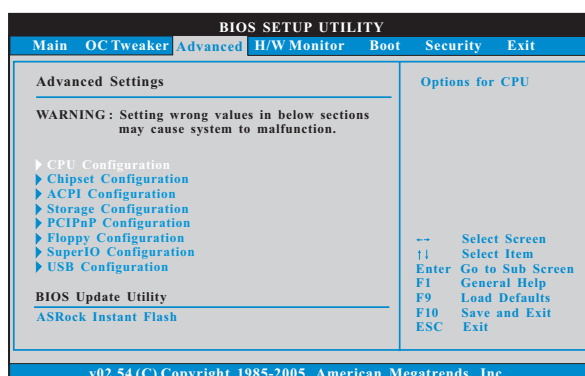 BIOS SETUP UTILITY
Main OC Tweaker Advanced H/W Monitor Boot Security Exit
Advanced Settings
WARNING : Setting wrong values in below sections
may cause system to malfunction.
CPU Configuration
Chipset Configuration
ACPI Configuration
Storage Configuration
PCIPnP Configuration
Floppy Configuration
SuperIO Configuration
USB Configuration
BIOS Update Utility
ASRock Instant Flash
Options for CPU
←→ Select Screen
↑↓ Select Item
Enter Go to Sub Screen
F1 General Help
F9 Load Defaults
F10 Save and Exit
ESC Exit
v02.54 (C) Copyright 1985-2005, American Megatrends, Inc.